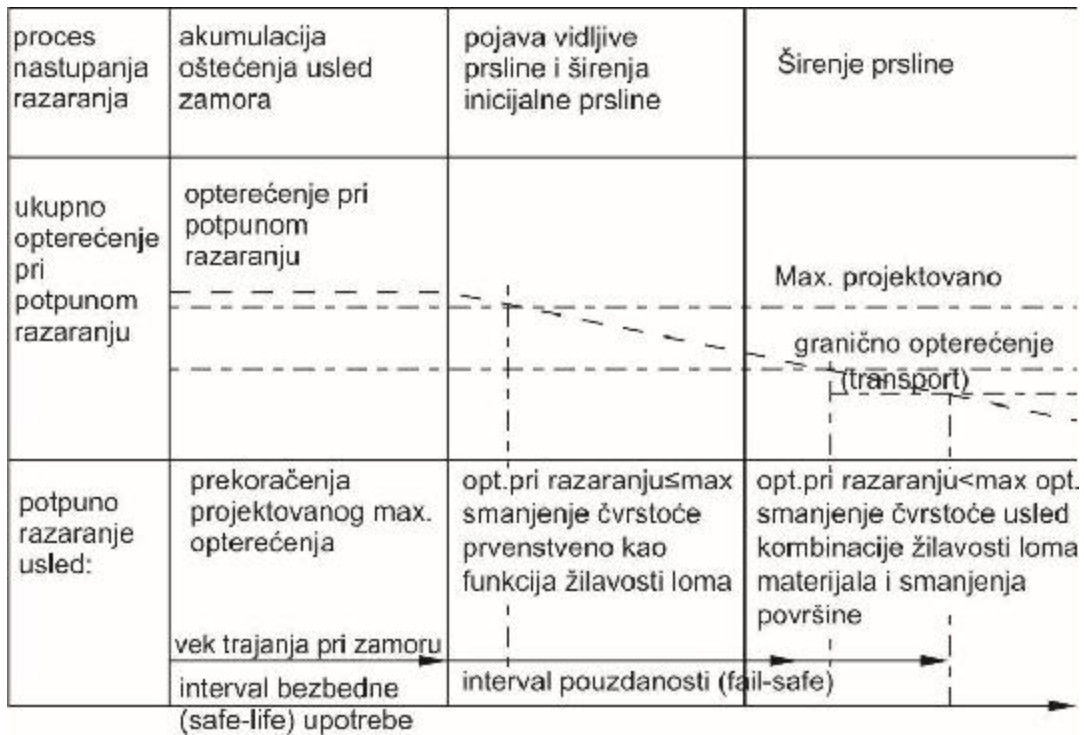 proces
nastupanja
razaranja
akumulacija
oštećenja usled
zamora
pojava vidljive
prsline i širenja
inicijalne prsline
Širenje prsline
ukupno
opterećenje
pri
potpunom
razaranju
opterećenje pri
potpunom
razaranju
Max. projektovano
granično opterećenje
(transport)
potpuno
razaranje
usled:
prekoračenja
projektovanog max.
opterećenja
opt.pri razaranju≤max
smanjenje čvrstoće
prvenstveno kao
funkcija žilavosti loma
opt.pri razaranju<max opt.
smanjenje čvrstoće usled
kombinacije žilavosti loma
materijala i smanjenja
površine
vek trajanja pri zamoru
interval bezbedne
(safe-life) upotrebe
interval pouzdanosti (fail-safe)